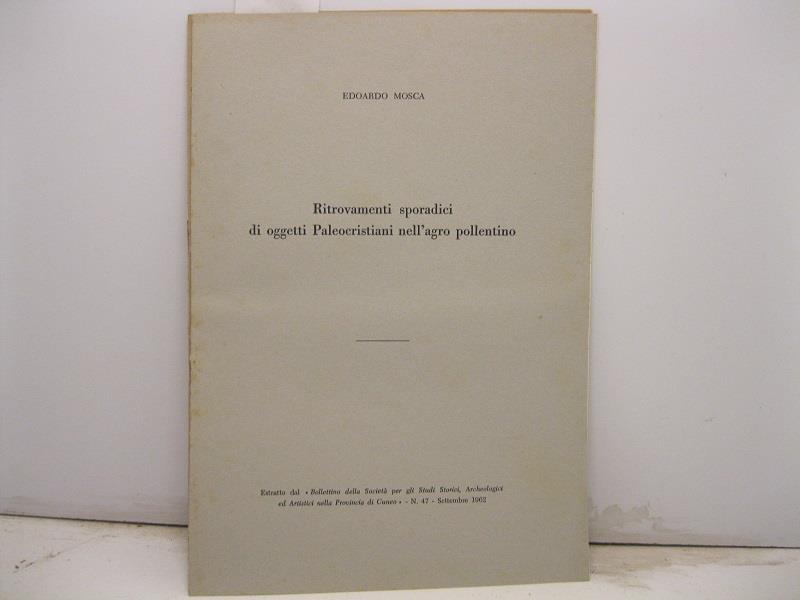 EDOARDO MOSCA
Ritrovamenti sporadici
di oggetti Paleocristiani nell'agro pollentino
Estratto dal « Bollettino della Società per gli Studi Storici, Archeologici
ed Artistici nella Provincia di Cuneo » - N. 47 - Settembre 1962